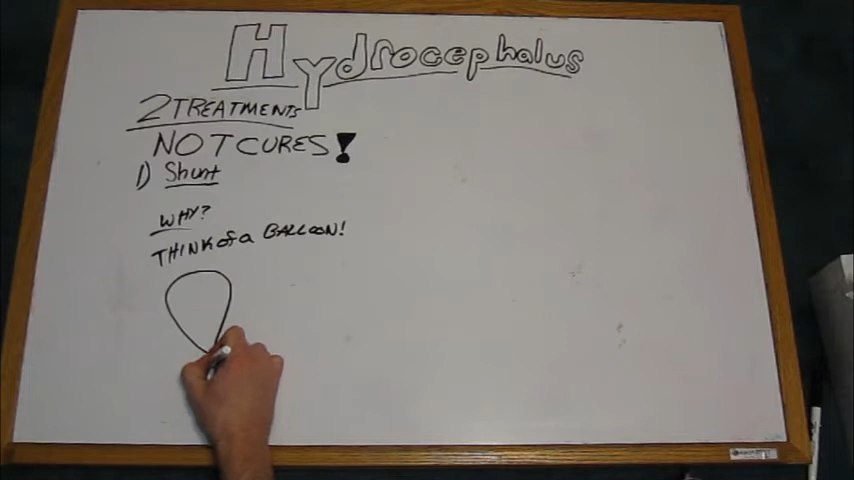 Hydrocephalus
2 TREATMENTS
NOT CURES!
1) Shunt
WHY?
THINK of a BALLOON!